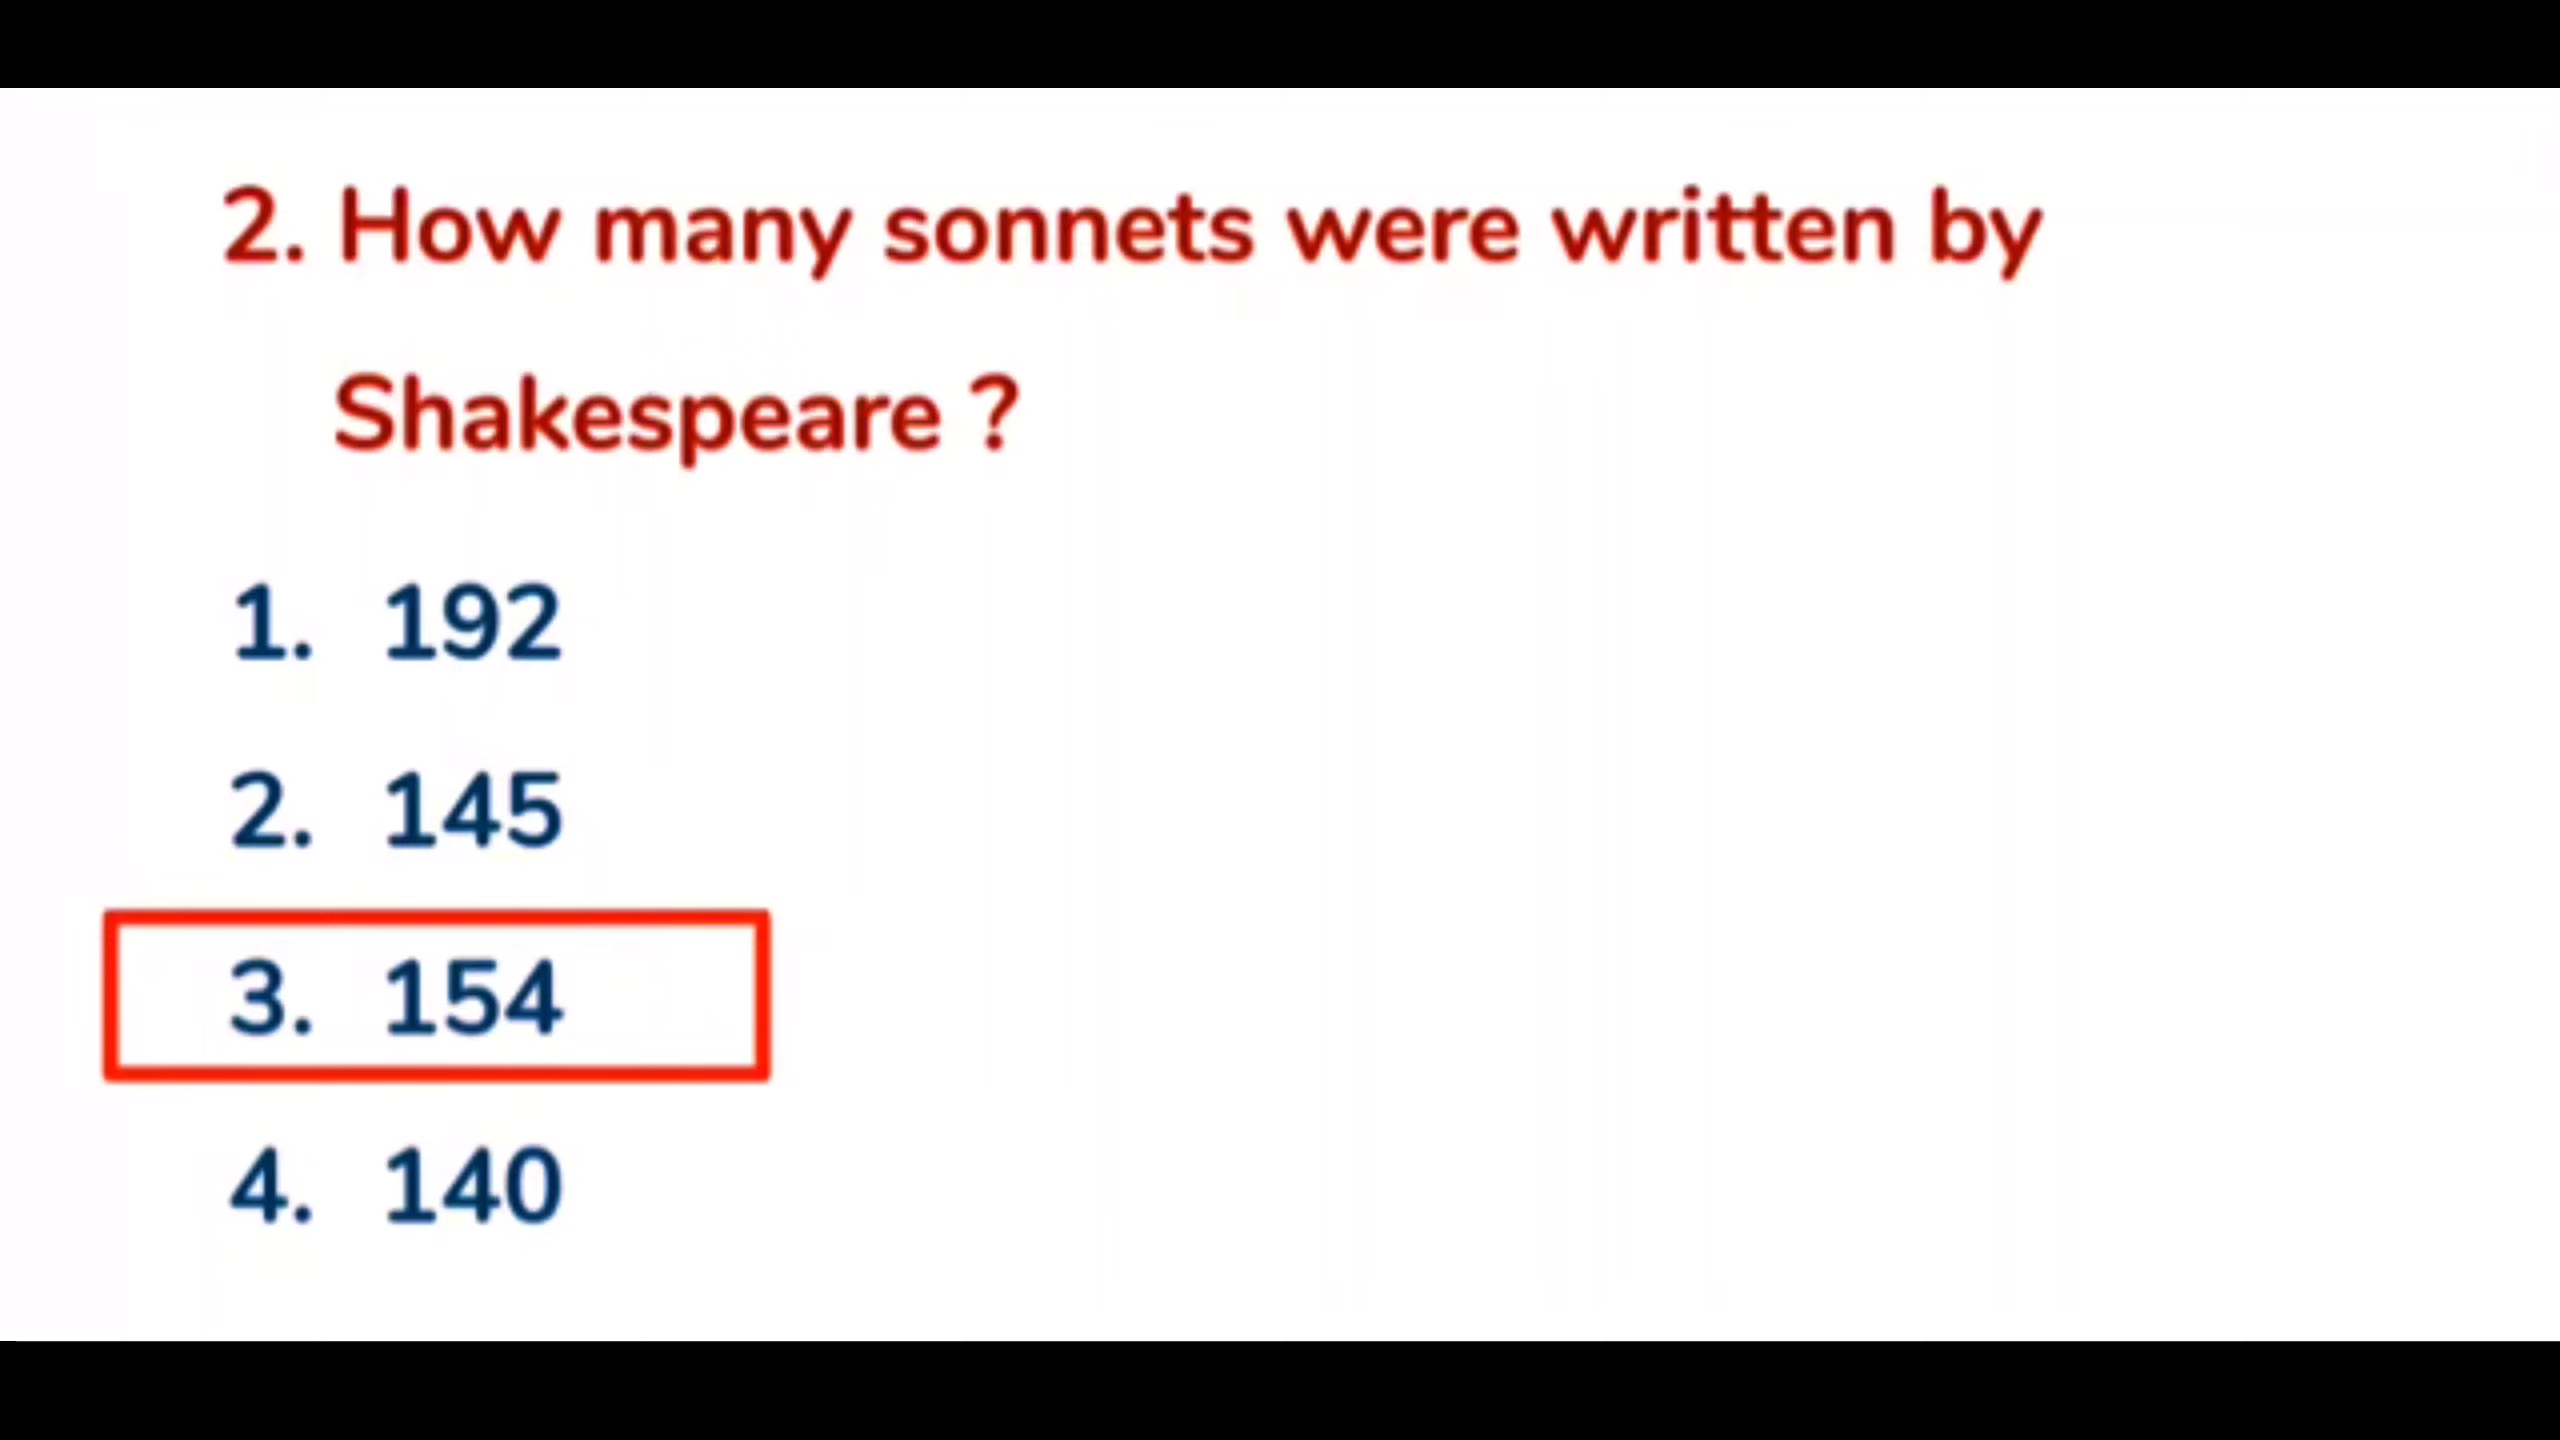 2. How many sonnets were written by
Shakespeare ?
1. 192
2. 145
3. 154
4. 140